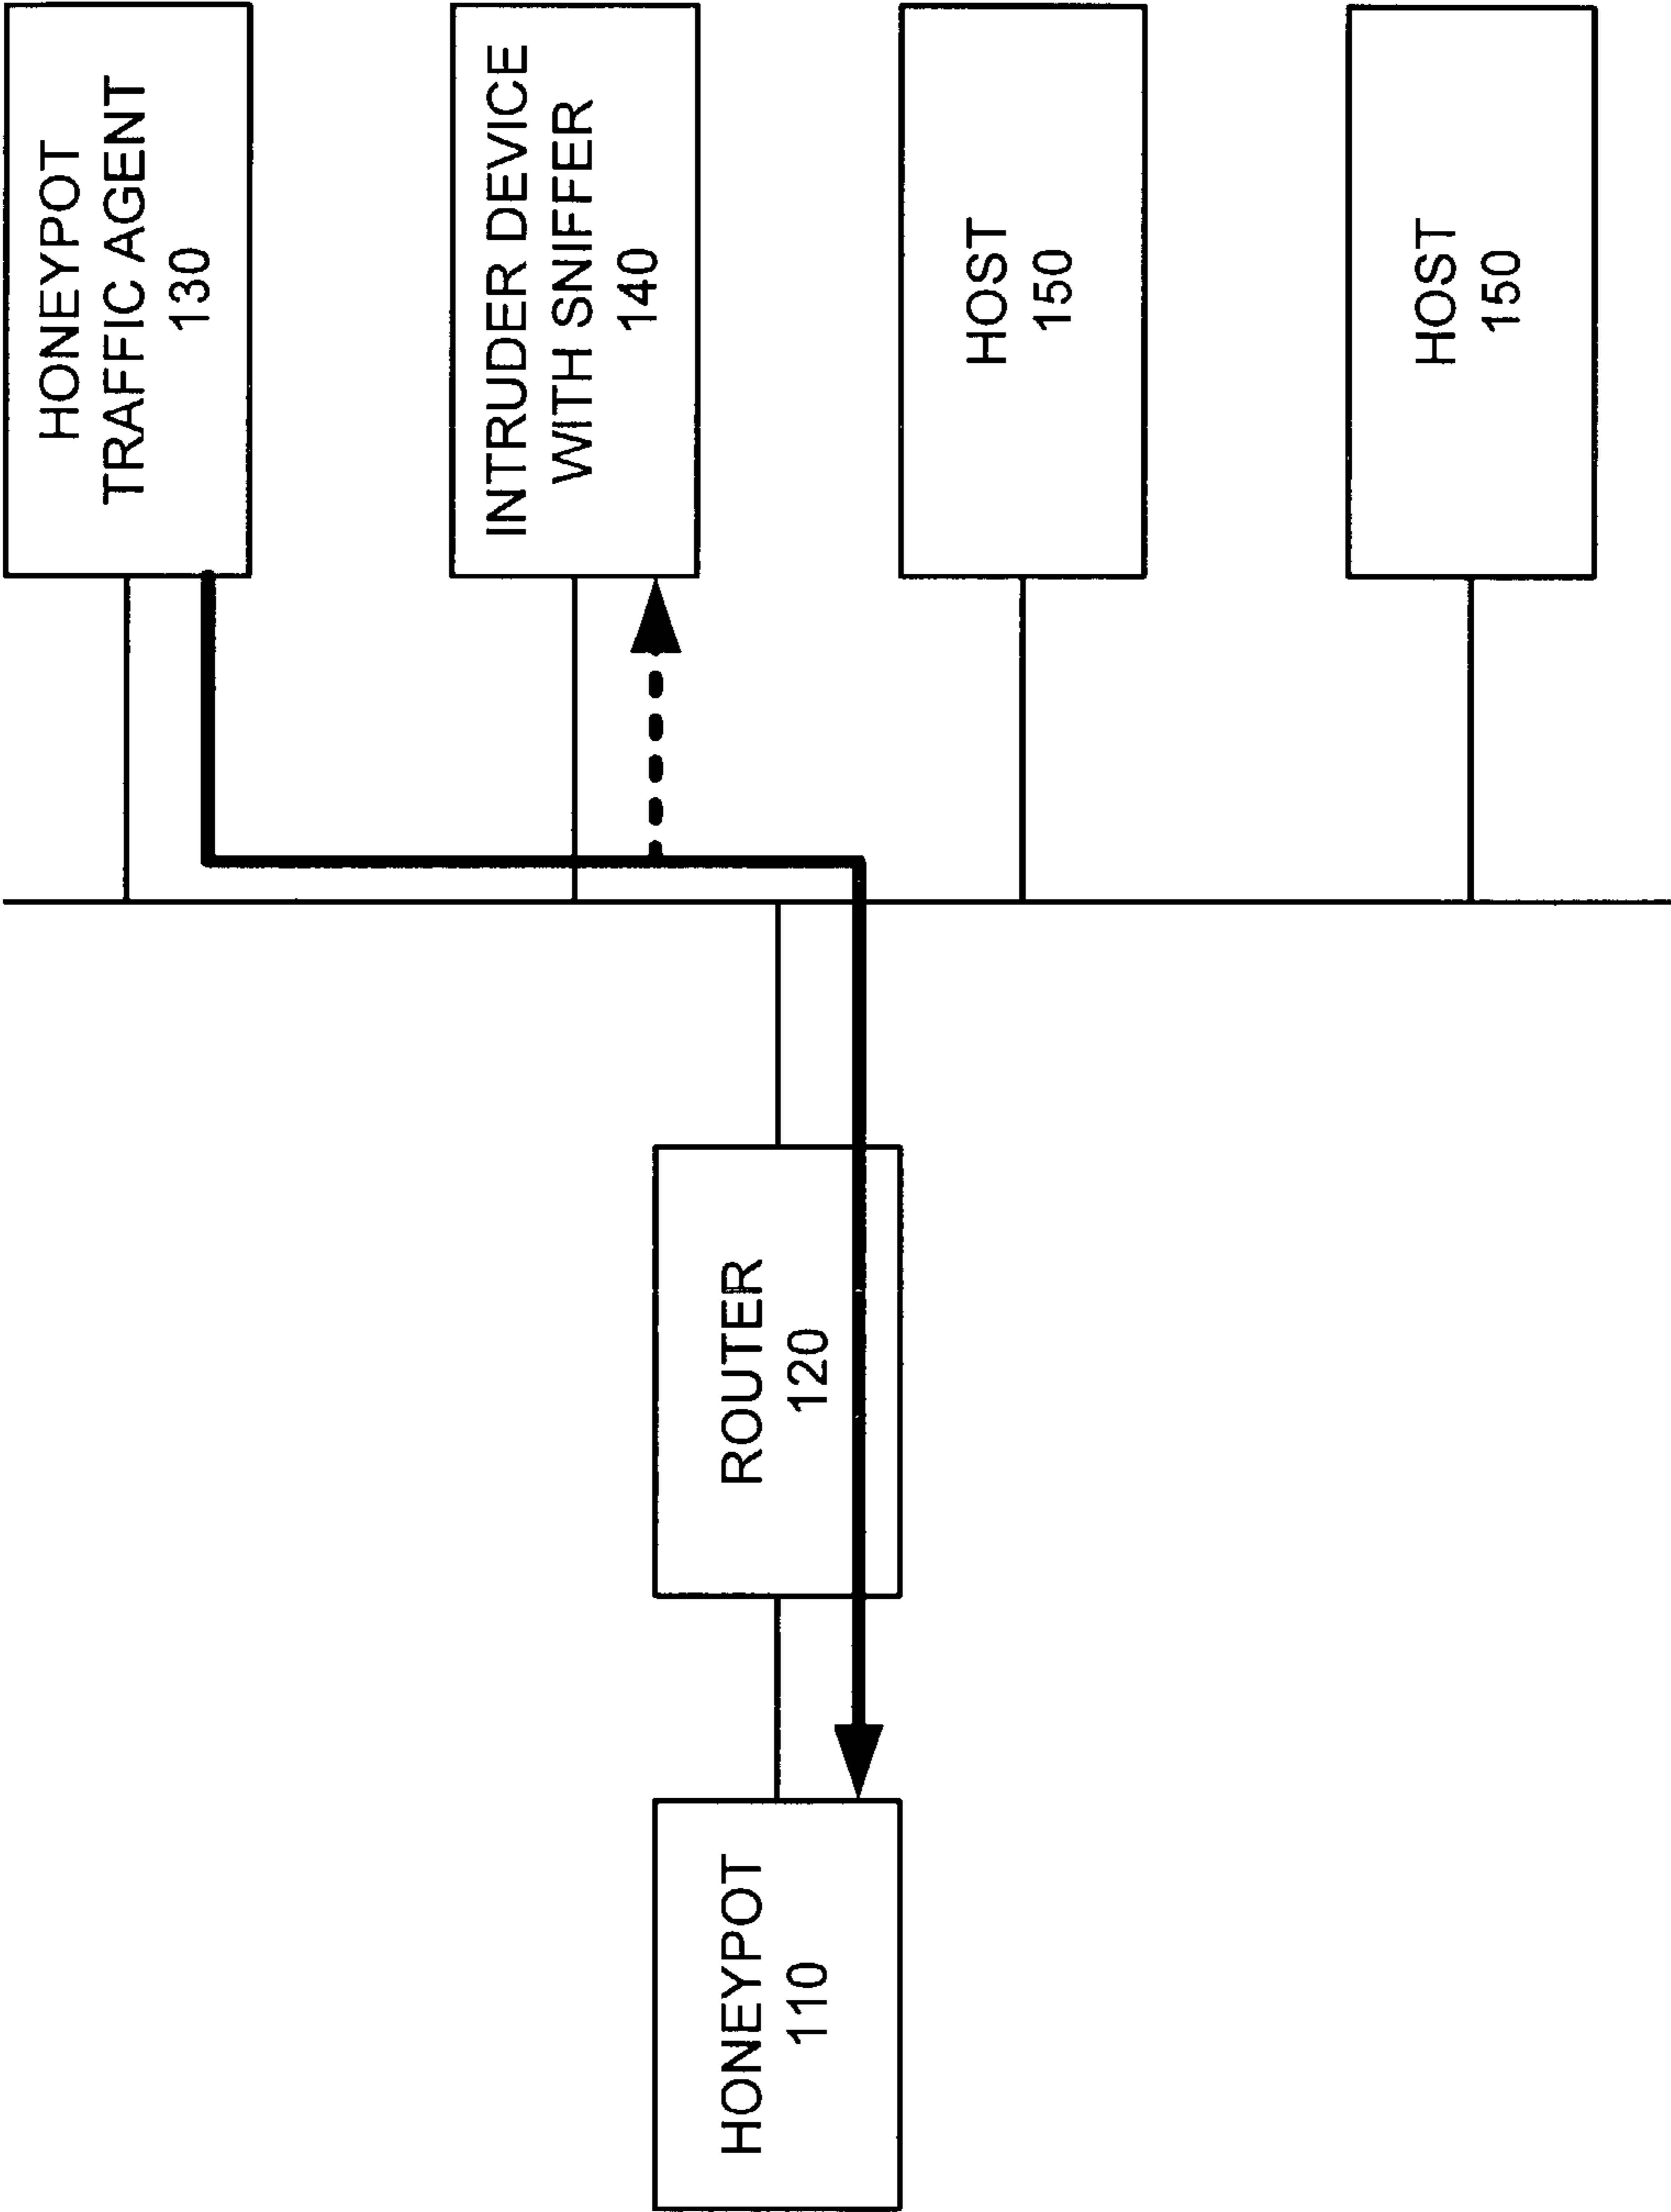 HONEYPOT
110
ROUTER
120
HONEYPOT
TRAFFIC AGENT
130
INTRUDER DEVICE
WITH SNIFFER
140
HOST
150
HOST
150